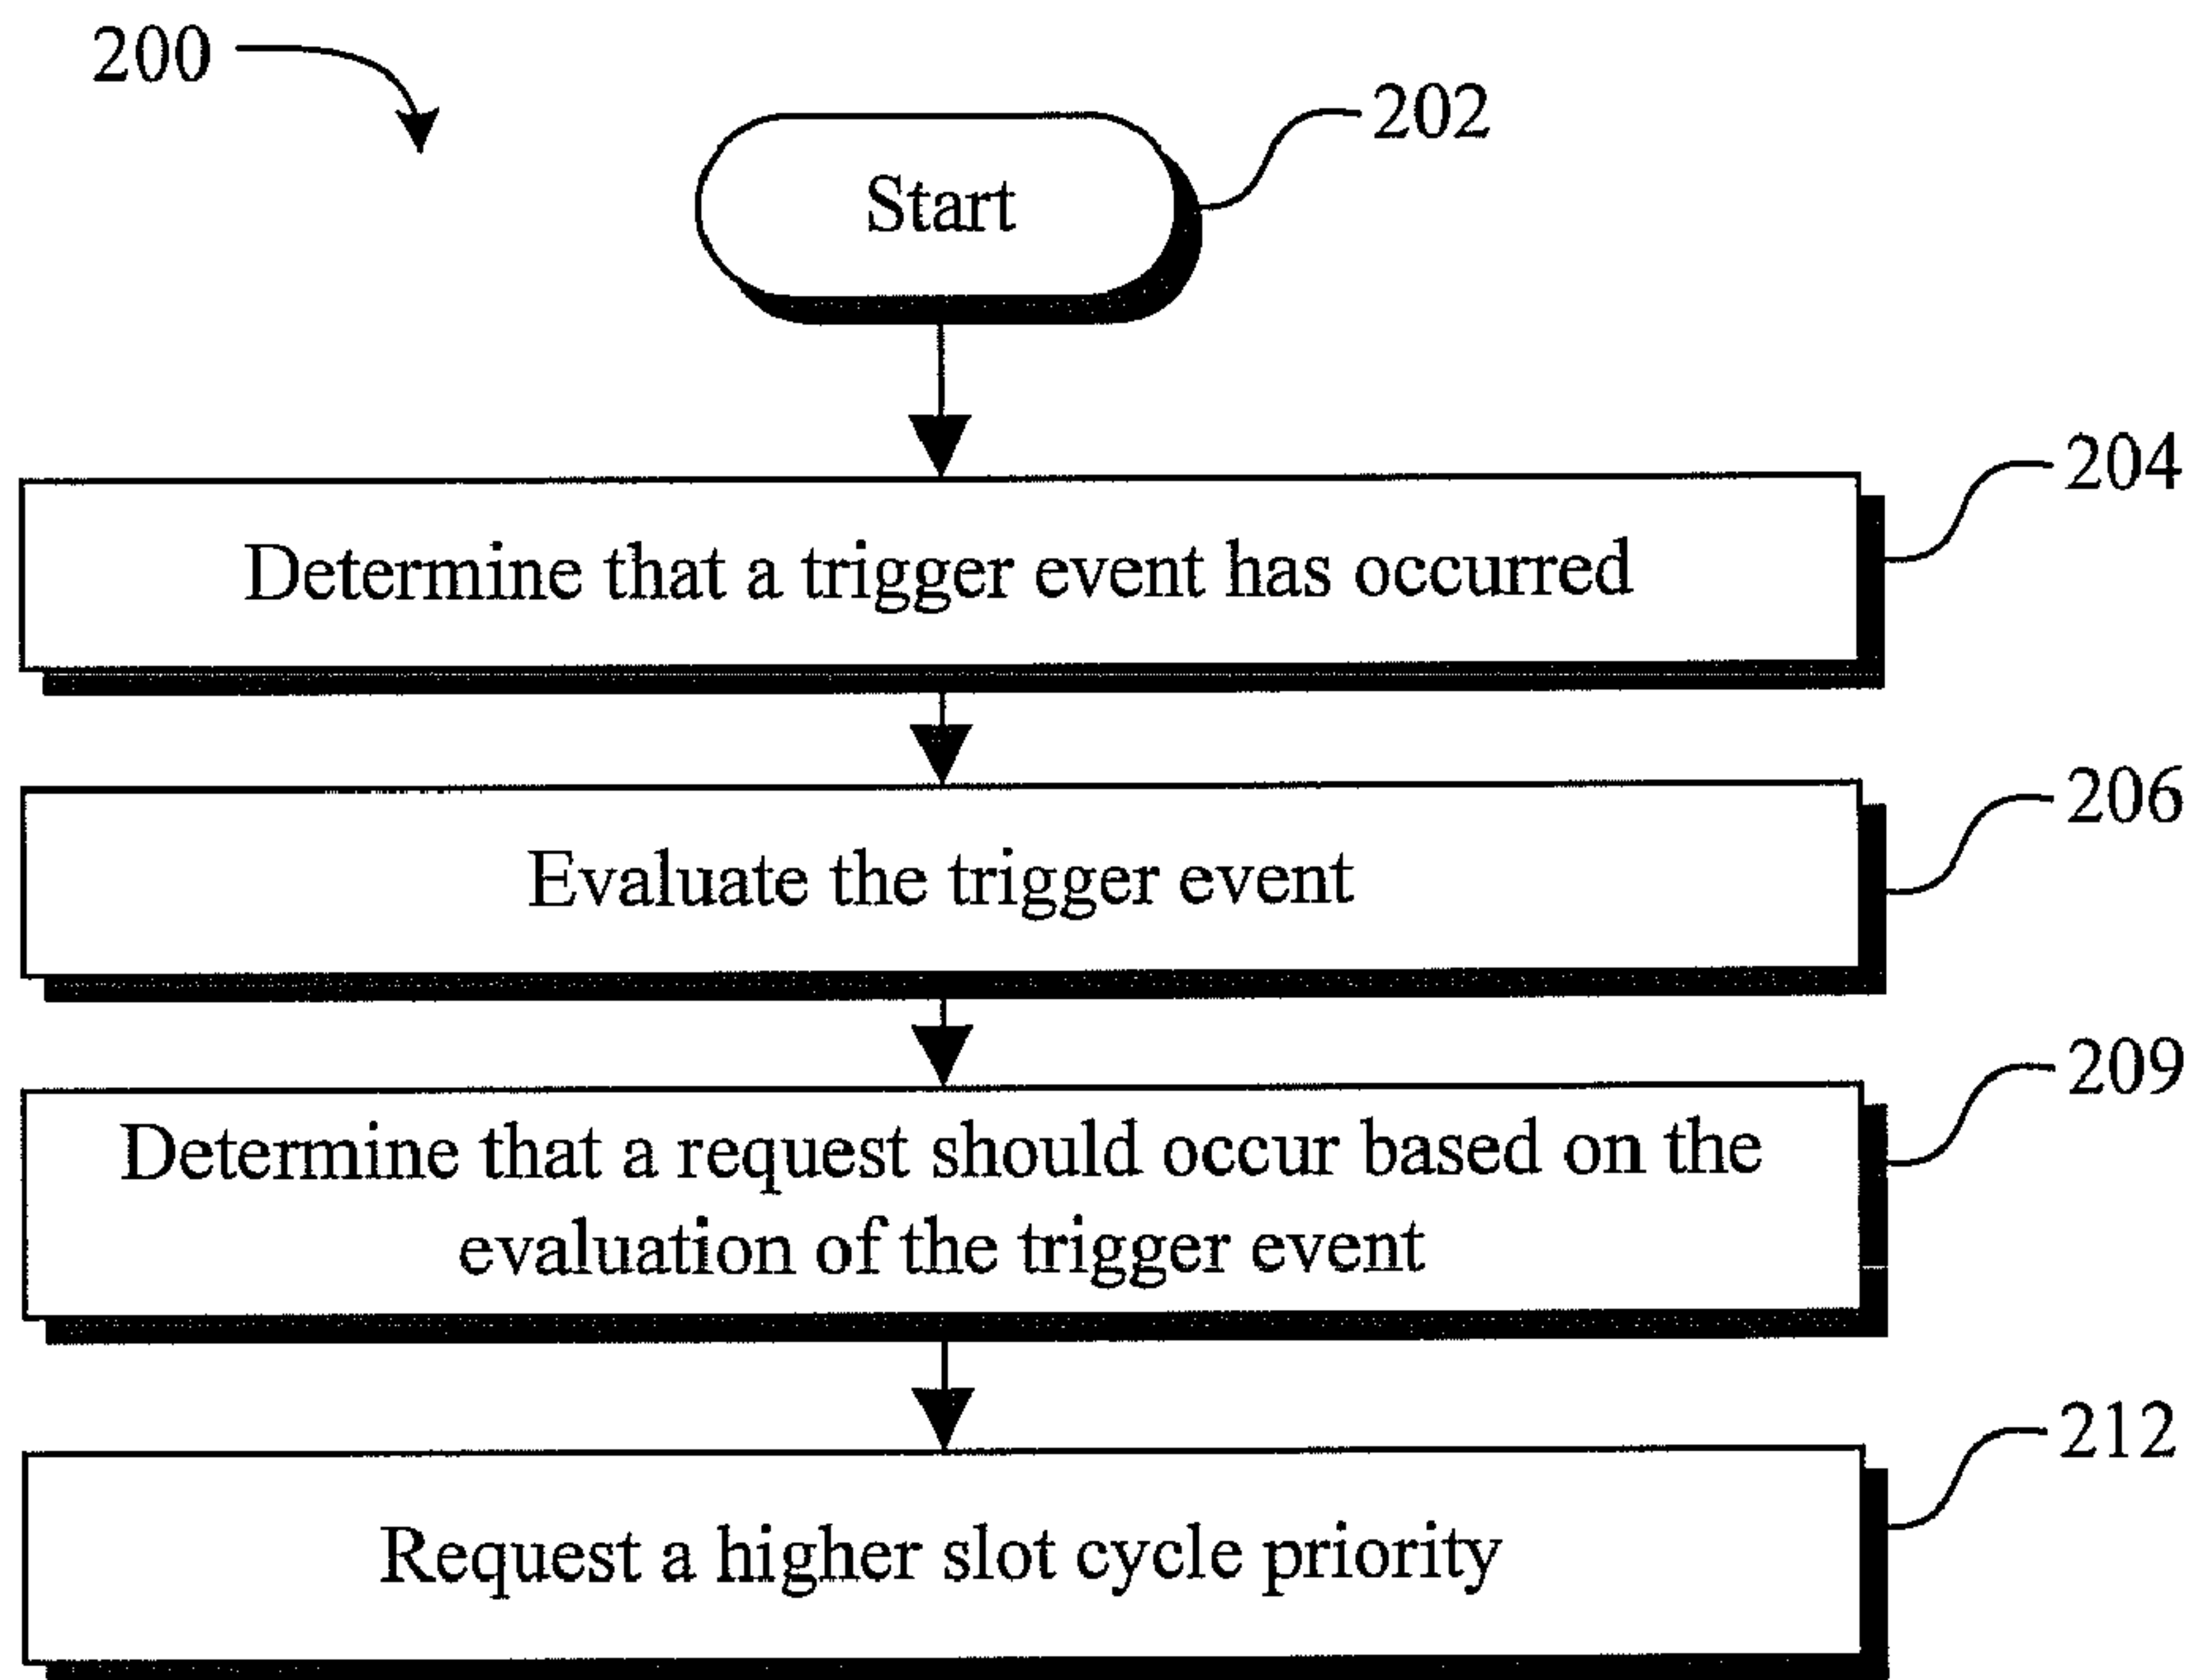 200
202
Start
204
Determine that a trigger event has occurred
206
Evaluate the trigger event
209
Determine that a request should occur based on the
evaluation of the trigger event
212
Request a higher slot cycle priority